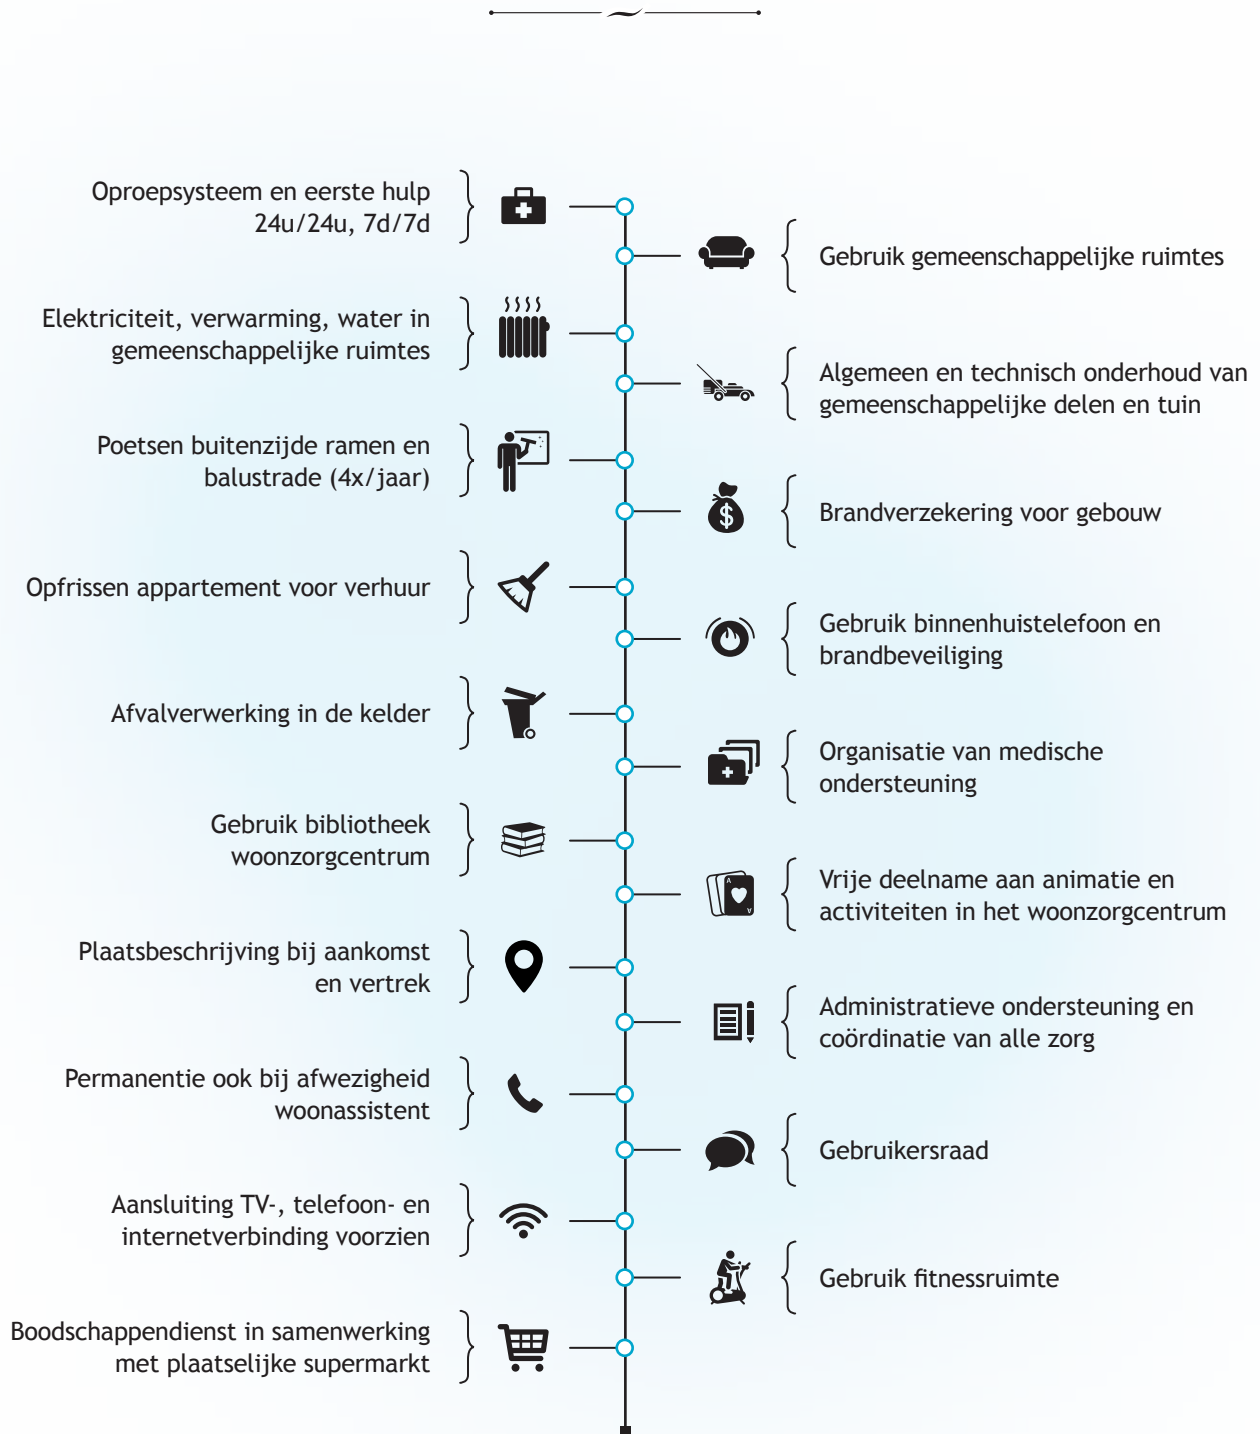 Oproepsysteem en eerste hulp
24u/24u, 7d/7d
Gebruik gemeenschappelijke ruimtes
Elektriciteit, verwarming, water in
gemeenschappelijke ruimtes
Algemeen en technisch onderhoud van
gemeenschappelijke delen en tuin
Poetsen buitenzijde ramen en
balustrade (4x/jaar)
Brandverzekering voor gebouw
Opfrissen appartement voor verhuur
Gebruik binnenhuistelefoon en
brandbeveiliging
Afvalverwerking in de kelder
Organisatie van medische
ondersteuning
Gebruik bibliotheek
woonzorgcentrum
Vrije deelname aan animatie en
activiteiten in het woonzorgcentrum
Plaatsbeschrijving bij aankomst
en vertrek
Administratieve ondersteuning en
coördinatie van alle zorg
Permanentie ook bij afwezigheid
woonassistent
Gebruikersraad
Aansluiting TV-, telefoon- en
internetverbinding voorzien
Gebruik fitnessruimte
Boodschappendienst in samenwerking
met plaatselijke supermarkt